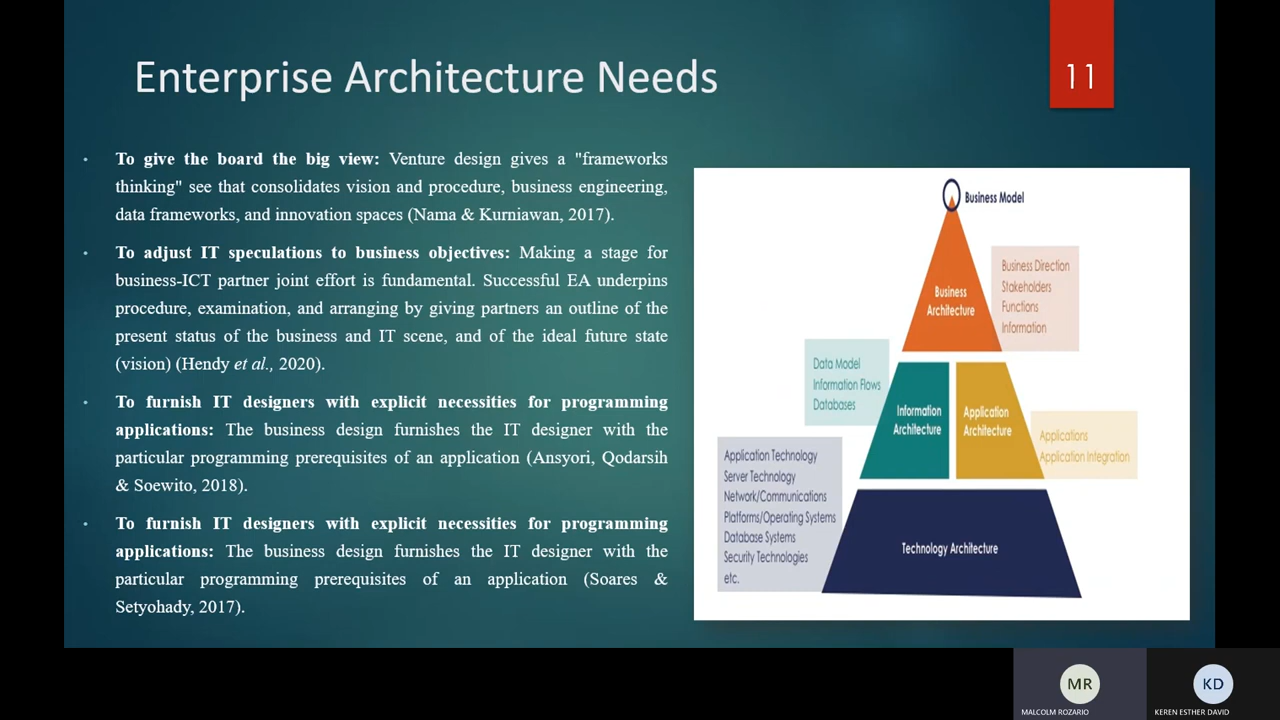 Enterprise Architecture Needs
11
• To give the board the big view: Venture design gives a "frameworks
thinking" see that consolidates vision and procedure, business engineering,
data frameworks, and innovation spaces (Nama & Kurniawan, 2017).
• To adjust IT speculations to business objectives: Making a stage for
business-ICT partner joint effort is fundamental. Successful EA underpins
procedure, examination, and arranging by giving partners an outline of the
present status of the business and IT scene, and of the ideal future state
(vision) (Hendy et al., 2020).
• To furnish IT designers with explicit necessities for programming
applications: The business design furnishes the IT designer with the
particular programming prerequisites of an application (Ansyori, Qodarsih
& Soewito, 2018).
• To furnish IT designers with explicit necessities for programming
applications: The business design furnishes the IT designer with the
particular programming prerequisites of an application (Soares &
Setyohady, 2017).
Business Model
Business
Architecture
Business Direction
Stakeholders
Functions
Information
Data Model
Information Flows
Databases
Information
Architecture
Application
Architecture
Applications
Application Integration
Application Technology
Server Technology
Network/Communications
Platforms/Operating Systems
Database Systems
Security Technologies
etc.
Technology Architecture
MR
MALCOLM ROZARIO
KD
KEREN ESTHER DAVID